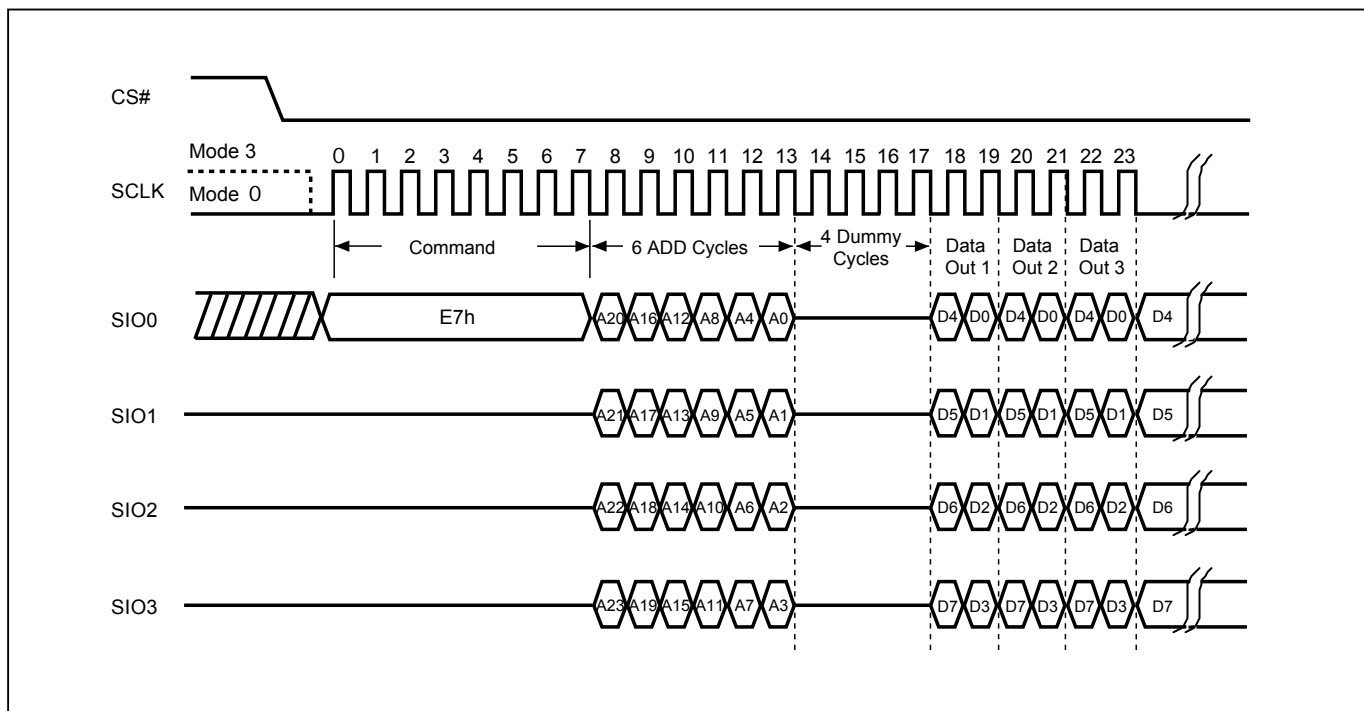 CS#
Mode 3
SCLK
Mode 0
0 1 2 3 4 5 6 7 8 9 10 11 12 13 14 15 16 17 18 19 20 21 22 23
Command
6 ADD Cycles
4 Dummy
Cycles
Data
Out 1
Data
Out 2
Data
Out 3
SIO0
E7h
A20 A16 A12 A8 A4 A0
D4 D0 D4 D0 D4 D0 D4
SIO1
A21 A17 A13 A9 A5 A1
D5 D1 D5 D1 D5 D1 D5
SIO2
A22 A18 A14 A10 A6 A2
D6 D2 D6 D2 D6 D2 D6
SIO3
A23 A19 A15 A11 A7 A3
D7 D3 D7 D3 D7 D3 D7